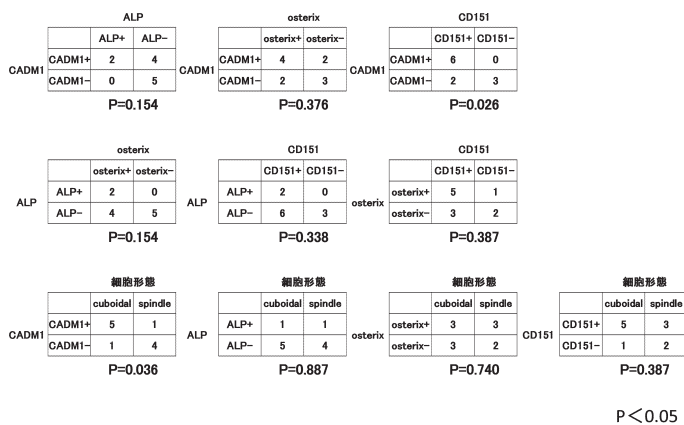 ALP osterix CD151
ALP+ ALP- osterix+ osterix- CD151+ CD151-
CADM1 CADM1+ 2 4 CADM1 CADM1+ 4 2 CADM1 CADM1+ 6 0
CADM1- 0 5 CADM1- 2 3 CADM1- 2 3
P=0.154 P=0.376 P=0.026
osterix CD151 CD151
osterix+ osterix- CD151+ CD151- CD151+ CD151-
ALP ALP+ 2 0 ALP ALP+ 2 0 osterix osterix+ 5 1
ALP- 4 5 ALP- 6 3 osterix- 3 2
P=0.154 P=0.338 P=0.387
細胞形態 細胞形態 細胞形態 細胞形態
cuboidal spindle cuboidal spindle cuboidal spindle cuboidal spindle
CADM1 CADM1+ 5 1 ALP ALP+ 1 1 osterix osterix+ 3 3 CD151 CD151+ 5 3
CADM1- 1 4 ALP- 5 4 osterix- 3 2 CD151- 1 2
P=0.036 P=0.887 P=0.740 P=0.387
P＜0.05